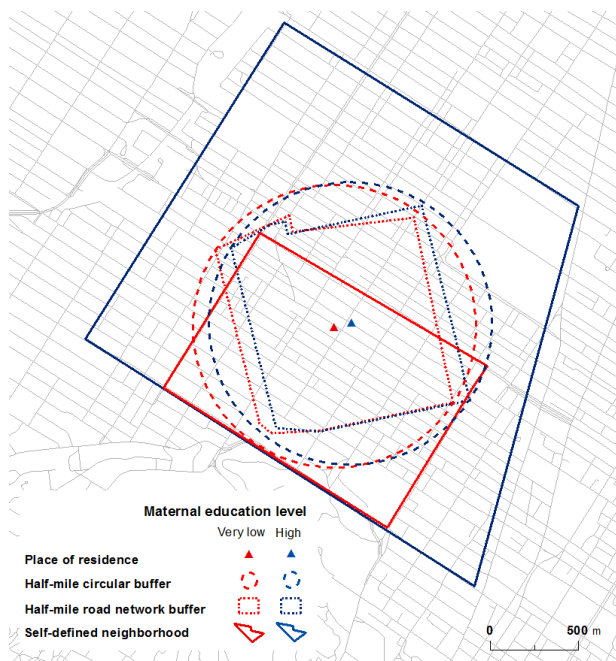 Maternal education level
Very low High
Place of residence
Half-mile circular buffer
Half-mile road network buffer
Self-defined neighborhood
0 500 m